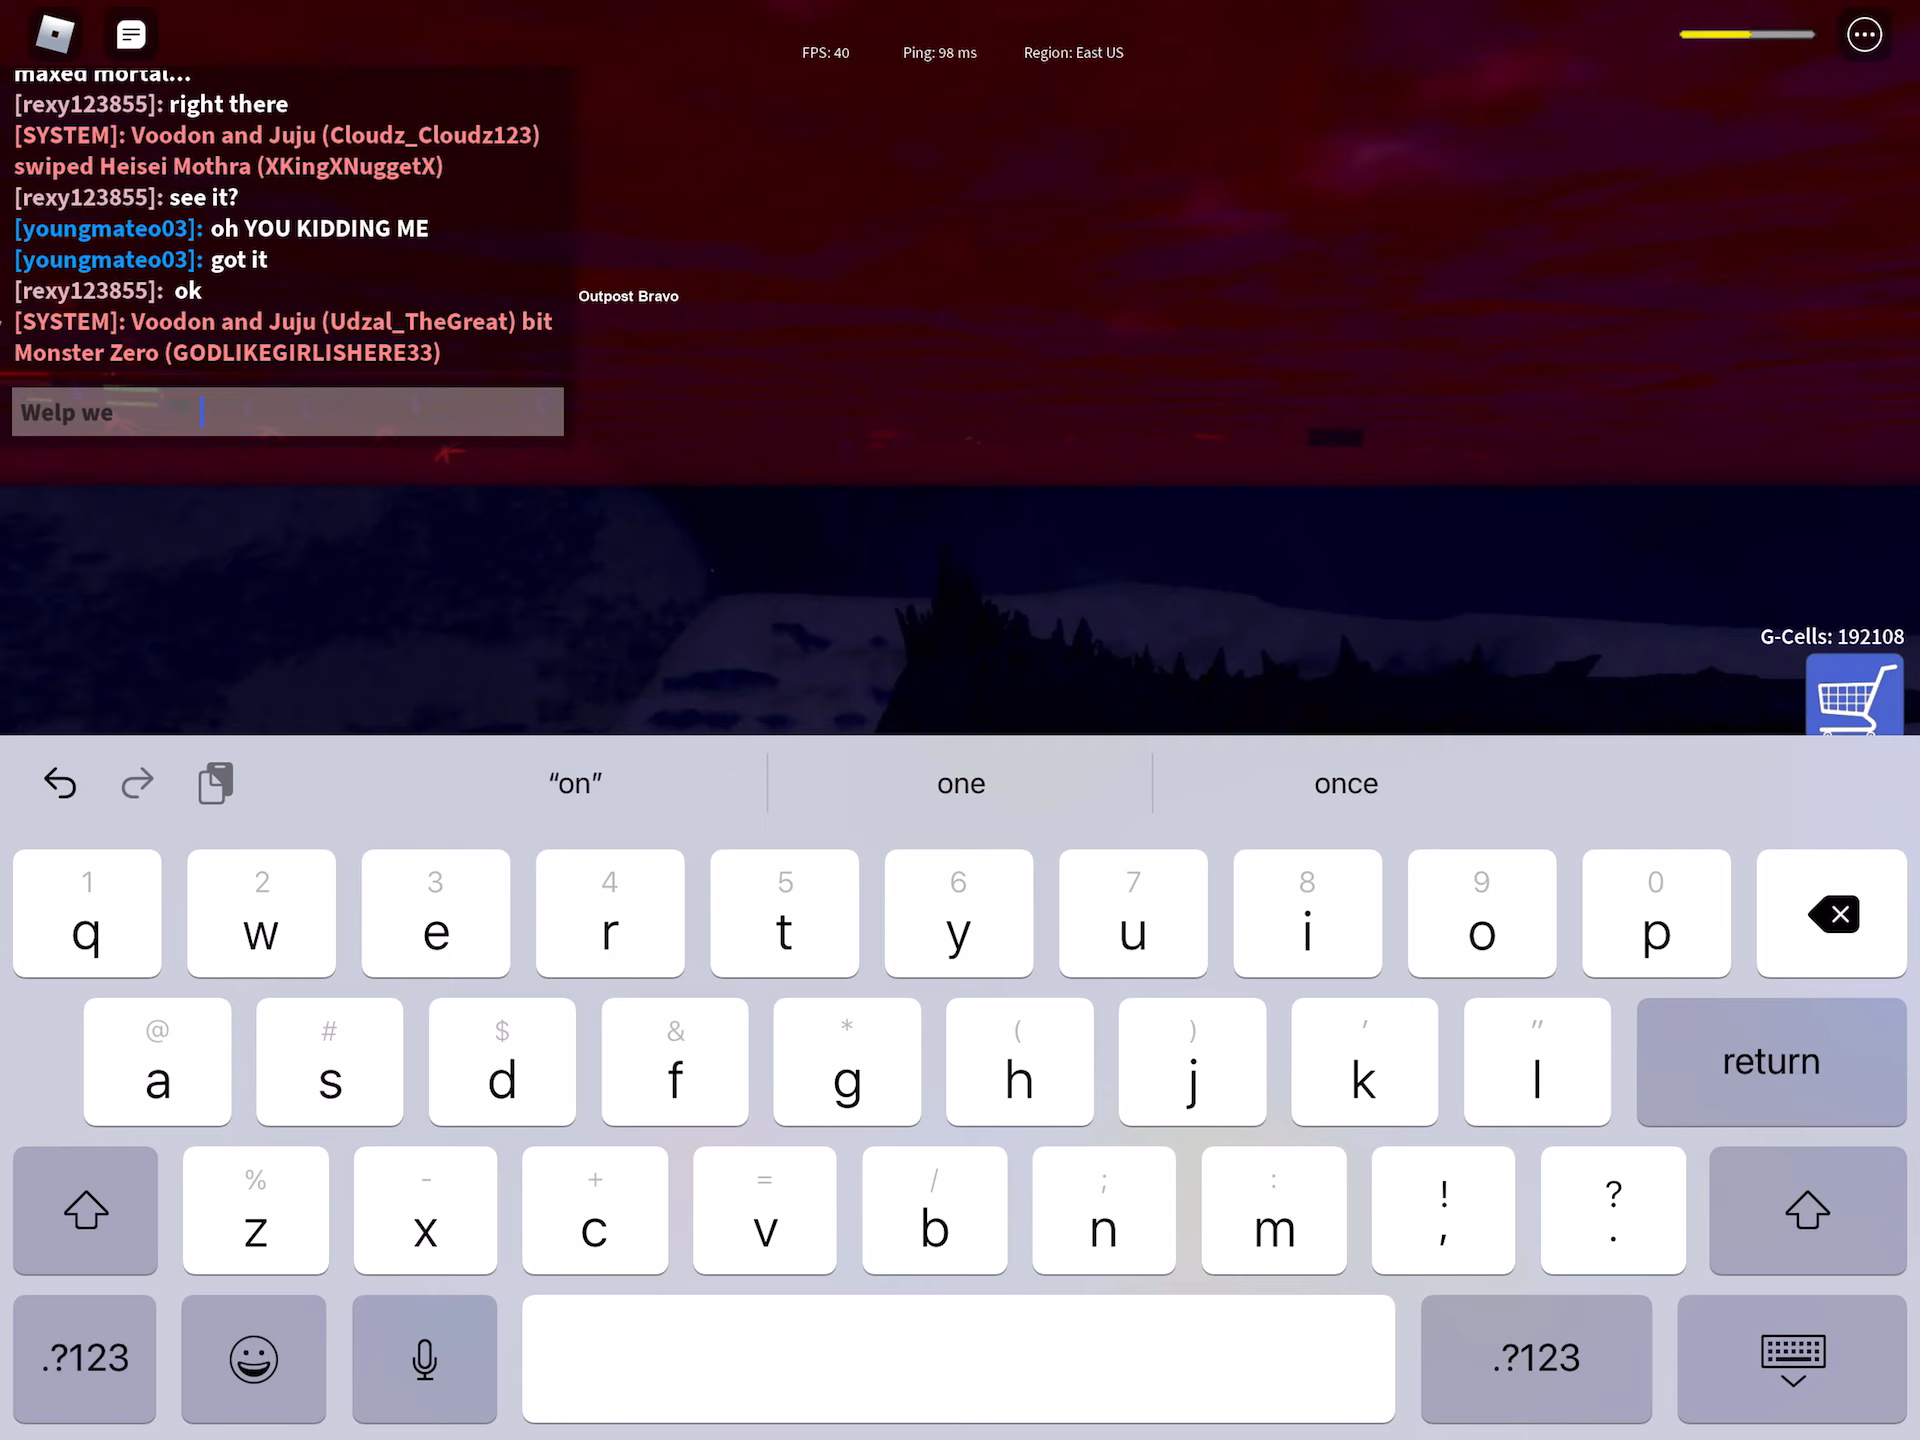 FPS: 40 Ping: 98 ms Region: East US
maxed mortal...
[rexy123855]: right there
[SYSTEM]: Voodon and Juju (Cloudz_Cloudz123)
swiped Heisei Mothra (XKingXNuggetX)
[rexy123855]: see it?
[youngmateo03]: oh YOU KIDDING ME
[youngmateo03]: got it
[rexy123855]: ok
[SYSTEM]: Voodon and Juju (Udzal_TheGreat) bit
Monster Zero (GODLIKEGIRLISHERE33)
Outpost Bravo
Welp we
G-Cells: 192108
“on” one once
1 2 3 4 5 6 7 8 9 0
q w e r t y u i o p
@ # $ & * ( ) ' "
a s d f g h j k l return
% - + = / ; : ! ?
z x c v b n m , .
.?123 .?123